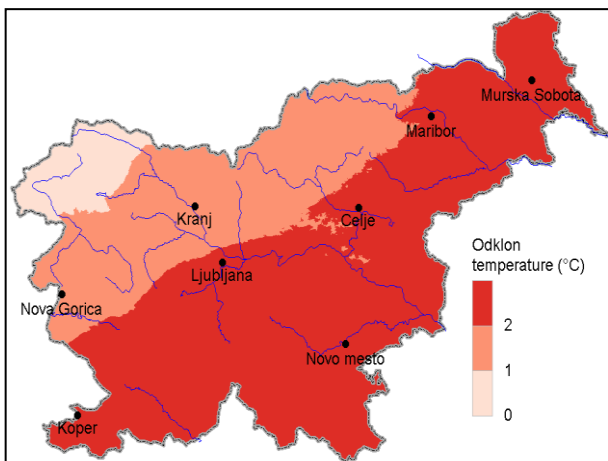 Murska Sobota
Maribor
Kranj
Celje
Ljubljana
Nova Gorica
Novo mesto
Koper
Odklon
temperature (°C)
2
1
0